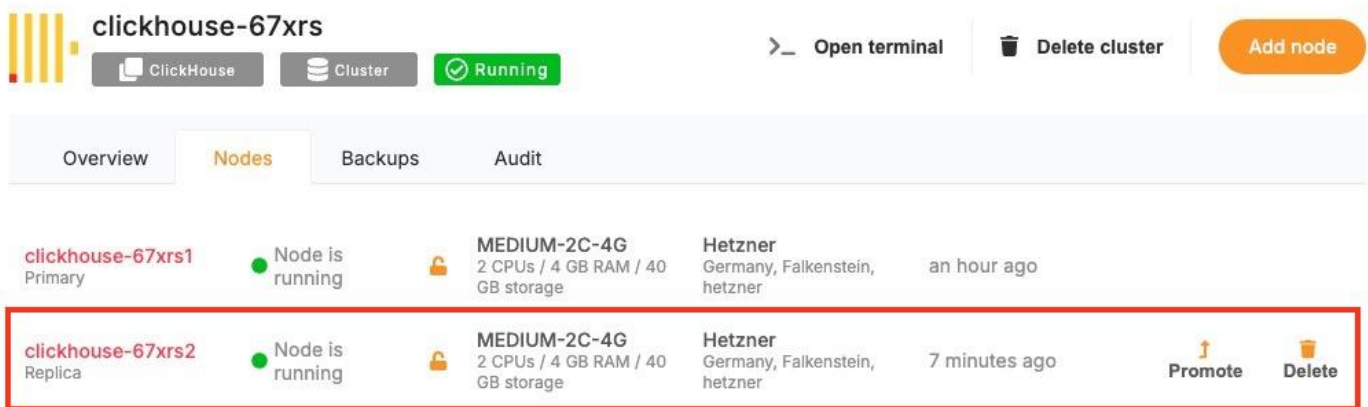 clickhouse-67xrs
ClickHouse
Cluster
Running
>_ Open terminal
Delete cluster
Add node
Overview
Nodes
Backups
Audit
clickhouse-67xrs1
Primary
Node is
running
MEDIUM-2C-4G
2 CPUs / 4 GB RAM / 40
GB storage
Hetzner
Germany, Falkenstein,
hetzner
an hour ago
clickhouse-67xrs2
Replica
Node is
running
MEDIUM-2C-4G
2 CPUs / 4 GB RAM / 40
GB storage
Hetzner
Germany, Falkenstein,
hetzner
7 minutes ago
Promote
Delete